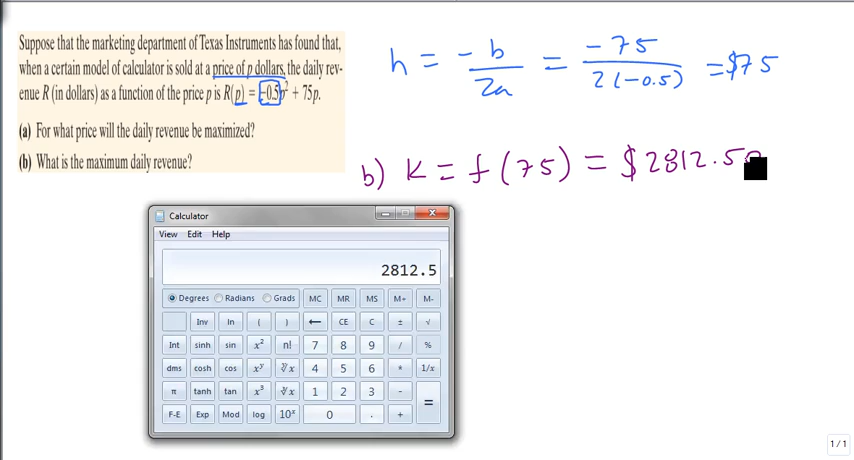 Suppose that the marketing department of Texas Instruments has found that,
when a certain model of calculator is sold at a price of p dollars, the daily rev-
enue R (in dollars) as a function of the price p is R(p) = −0.5p² + 75p.
(a) For what price will the daily revenue be maximized?
(b) What is the maximum daily revenue?
h = -b/2a = -75/2(-0.5) = $75
b) K = f(75) = $2812.50
Calculator
View Edit Help
2812.5
Degrees Radians Grads MC MR MS M+ M-
Inv ln ( ) ← CE C ± √
Int sinh sin x² n! 7 8 9 / %
dms cosh cos xʸ ʸ√x 4 5 6 * 1/x
π tanh tan x³ ³√x 1 2 3 - =
F-E Exp Mod log 10ˣ 0 . +
1/1